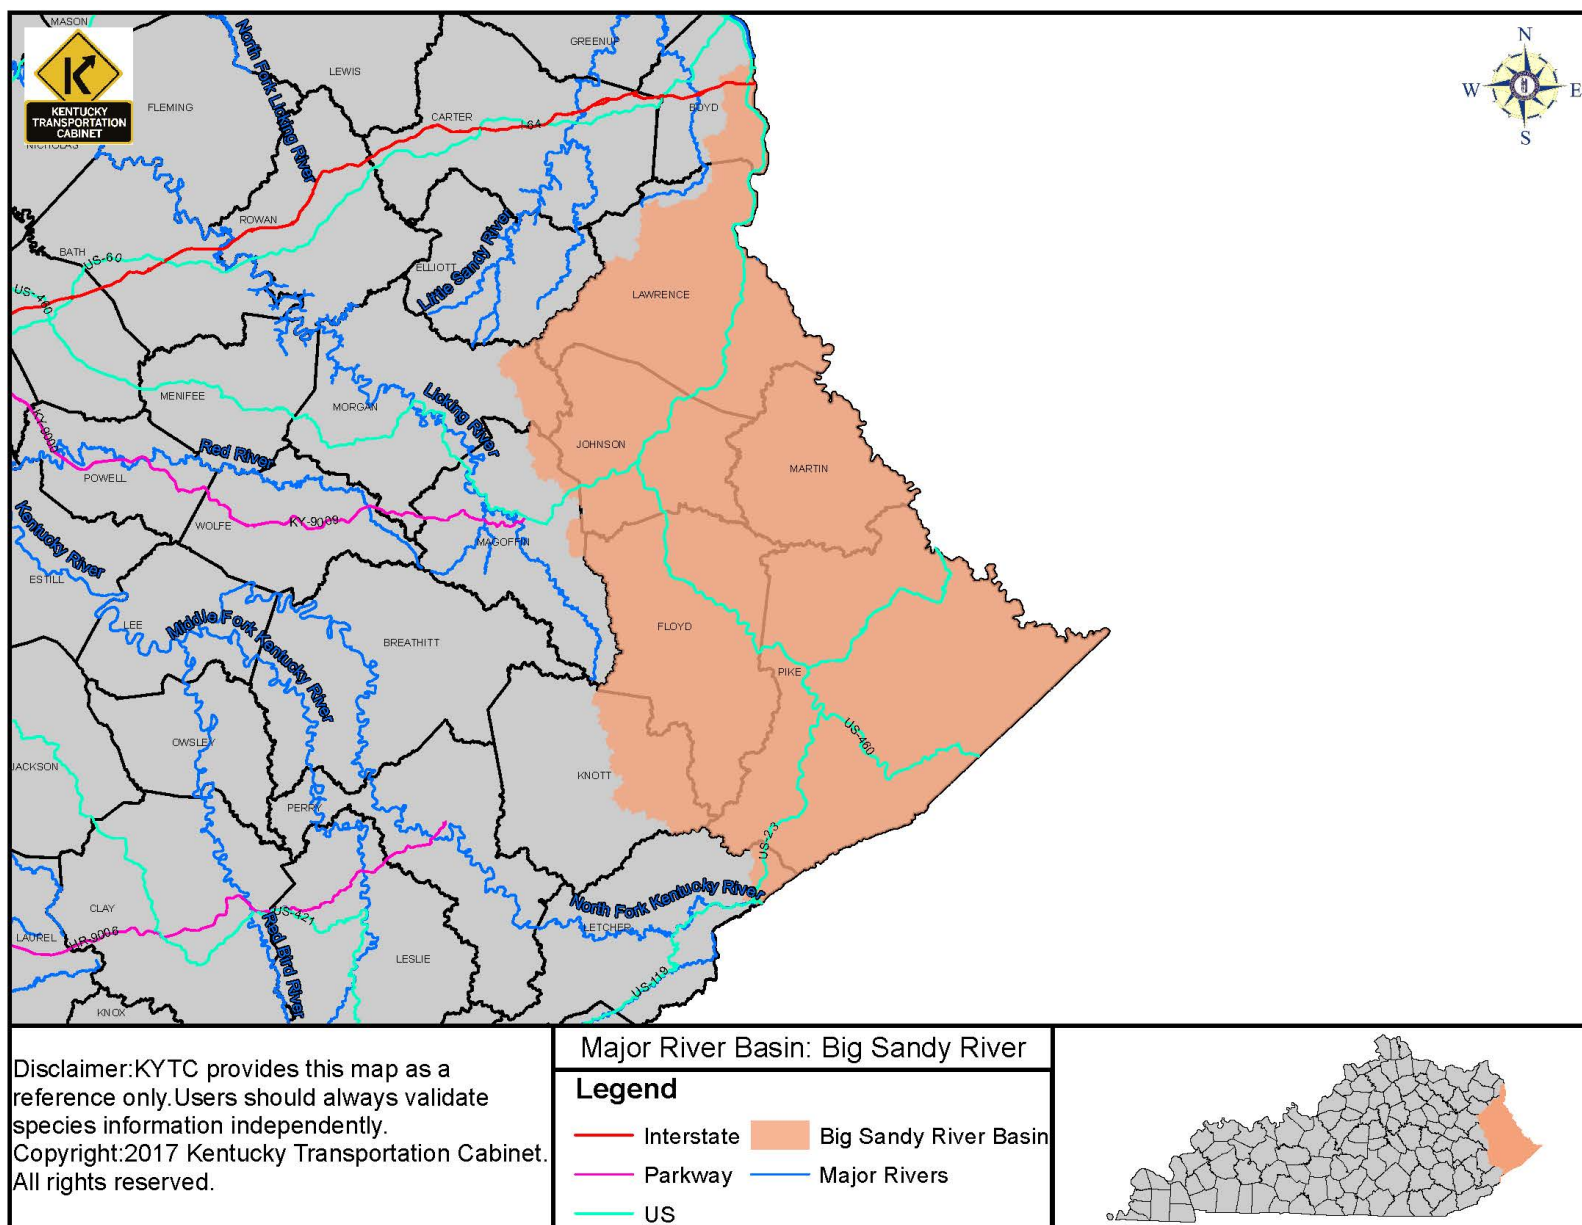 MASON
GREENUP
LEWIS
North Fork Licking River
KENTUCKY
TRANSPORTATION
CABINET
FLEMING
CARTER
BOYD
I-64
N
W
E
S
ROWAN
BATH
US-60
US-460
ELLIOTT
Little Sandy River
LAWRENCE
MENIFEE
MORGAN
Licking River
KY-9009
Red River
JOHNSON
MARTIN
POWELL
WOLFE
KY-9009
MAGOFFIN
Kentucky River
ESTILL
LEE
Middle Fork Kentucky River
BREATHITT
FLOYD
PIKE
OWSLEY
US-460
JACKSON
KNOTT
PERRY
US-23
CLAY
US-421
North Fork Kentucky River
LAUREL
HR-9006
Red Bird River
LETCHER
LESLIE
US-119
KNOX
Disclaimer:KYTC provides this map as a
reference only.Users should always validate
species information independently.
Copyright:2017 Kentucky Transportation Cabinet.
All rights reserved.
Major River Basin: Big Sandy River
Legend
Interstate
Big Sandy River Basin
Parkway
Major Rivers
US